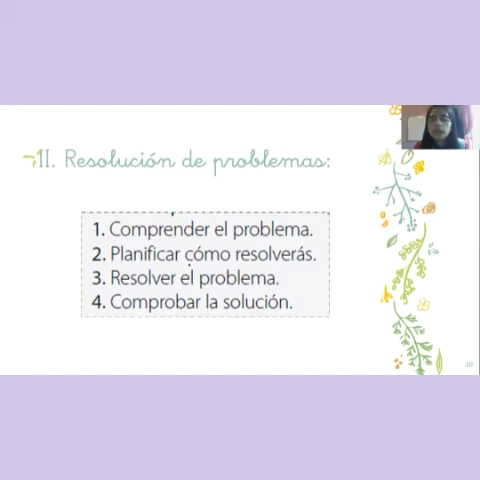 II. Resolución de problemas:
1. Comprender el problema.
2. Planificar cómo resolverás.
3. Resolver el problema.
4. Comprobar la solución.
10